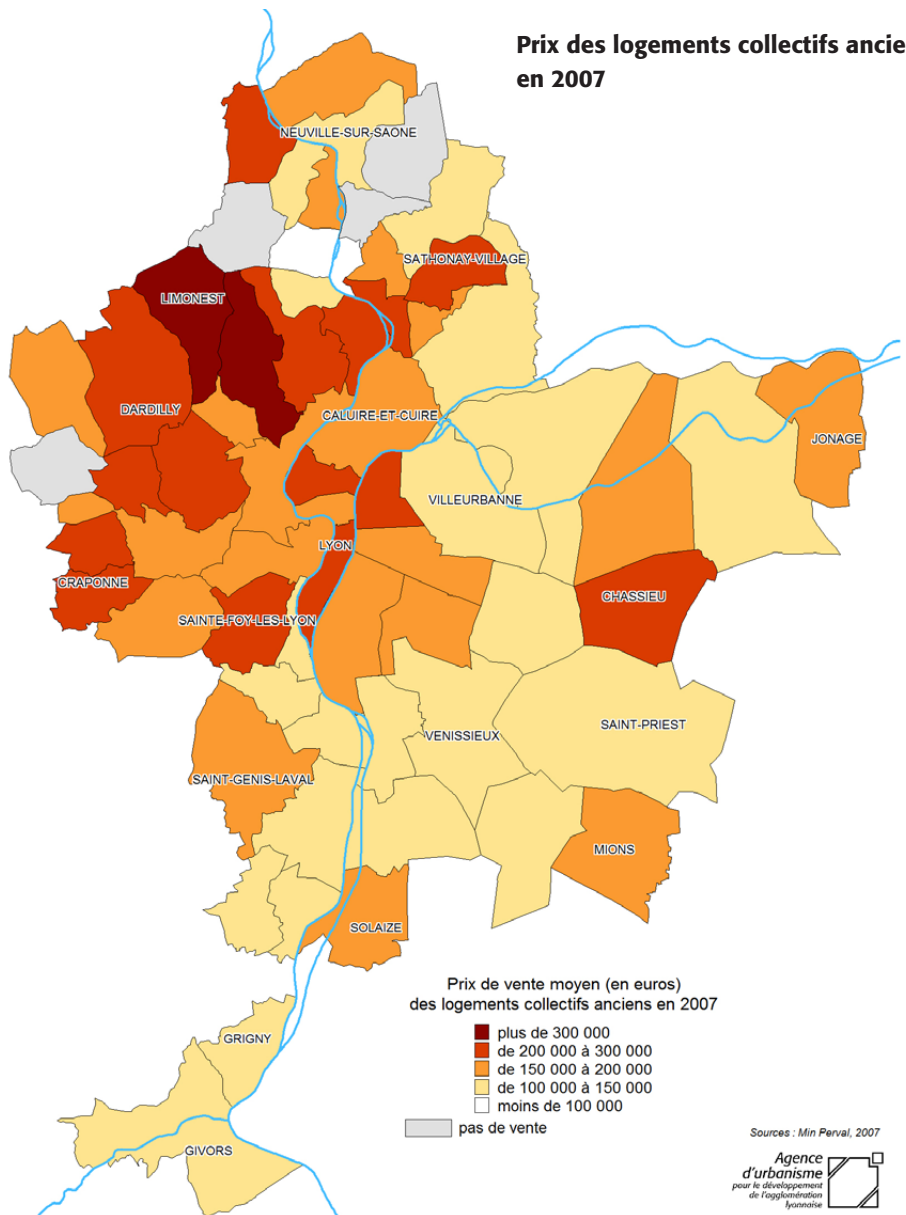 Prix des logements collectifs ancie
en 2007
NEUVILLE-SUR-SAONE
SATHONAY-VILLAGE
LIMONEST
DARDILLY
CALUIRE-ET-CUIRE
JONAGE
VILLEURBANNE
LYON
CRAPONNE
CHASSIEU
SAINTE-FOY-LES-LYON
SAINT-PRIEST
VENISSIEUX
SAINT-GENIS-LAVAL
MIONS
SOLAIZE
GRIGNY
GIVORS
Prix de vente moyen (en euros)
des logements collectifs anciens en 2007
plus de 300 000
de 200 000 à 300 000
de 150 000 à 200 000
de 100 000 à 150 000
moins de 100 000
pas de vente
Sources : Min Perval, 2007
Agence
d'urbanisme
pour le développement
de l'agglomération
lyonnaise